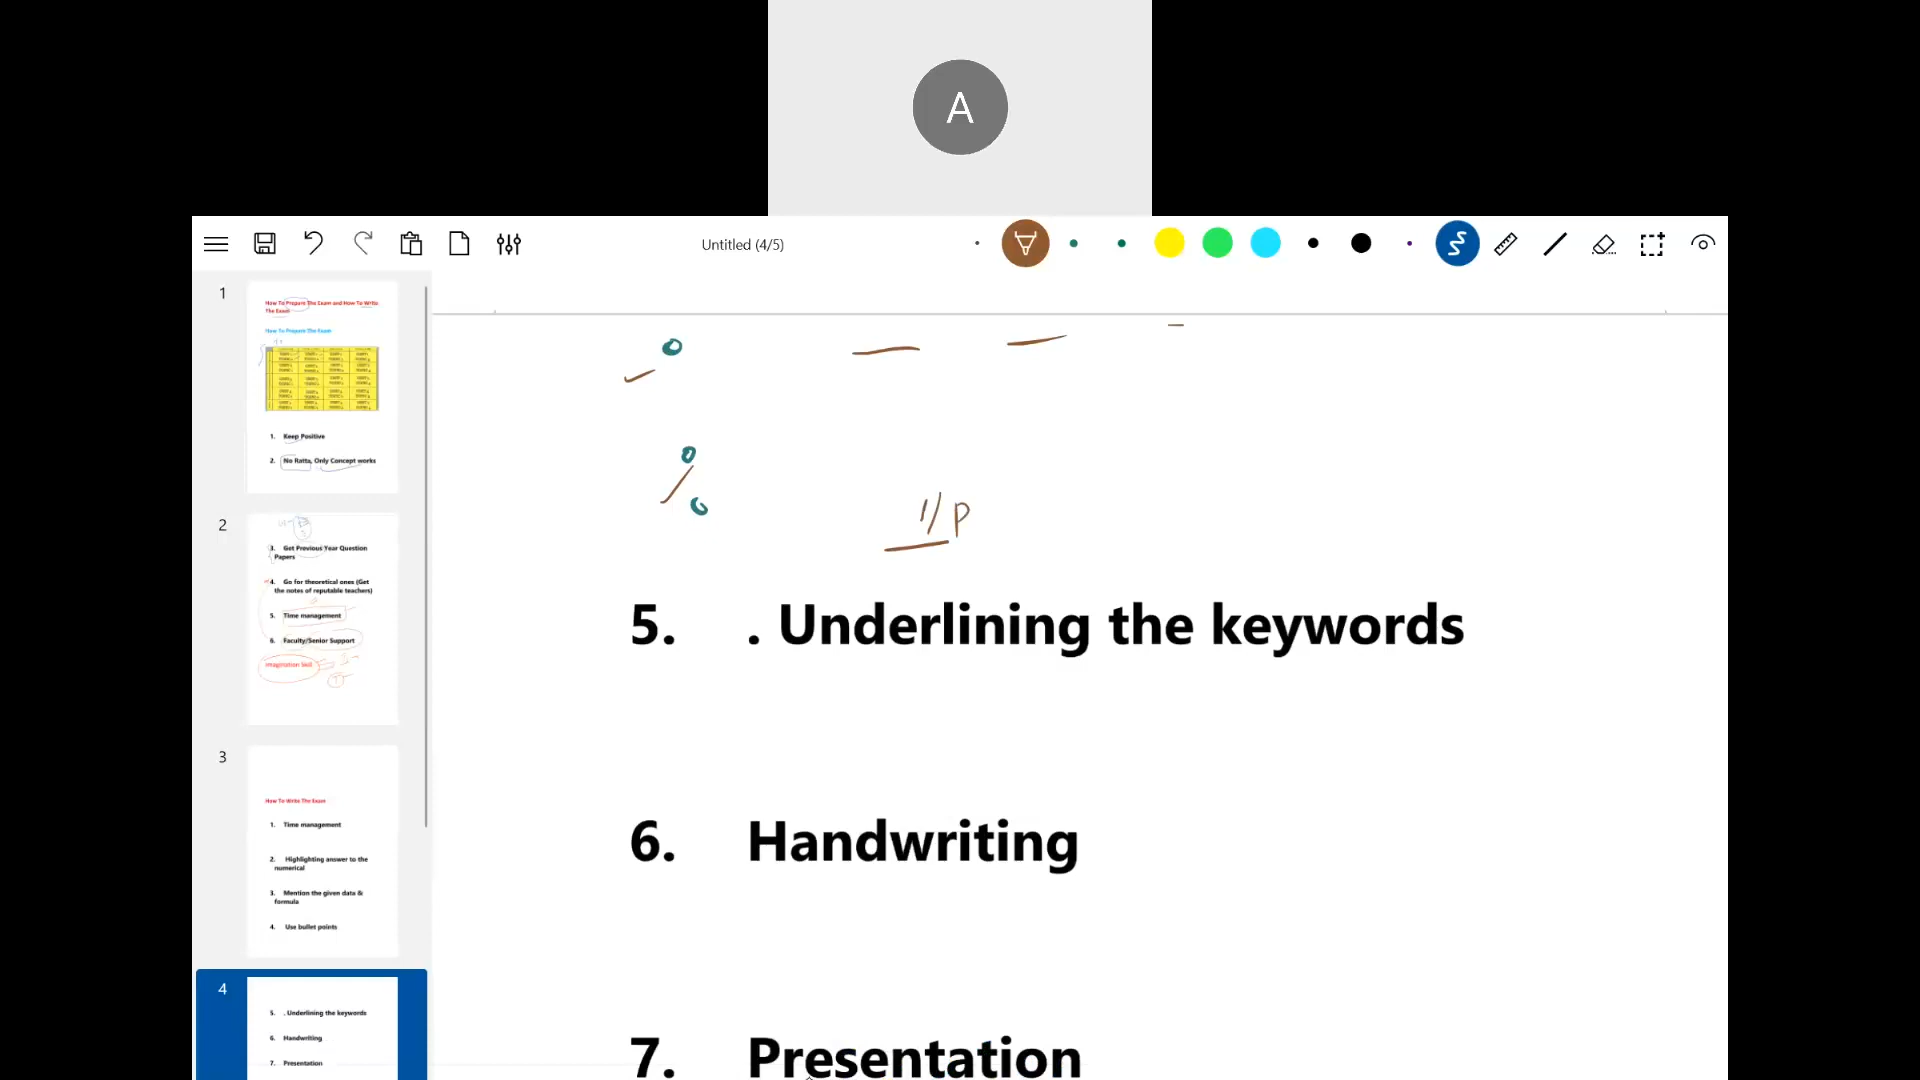 A
Untitled (4/5)
1
How To Prepare The Exam and How To Write
The Exam
How To Prepare The Exam
1. Keep Positive
2. No Ratta, Only Concept works
2
3. Get Previous Year Question
Papers
4. Go for theoretical ones (Get
the notes of reputable teachers)
5. Time management
6. Faculty/Senior Support
Imagination Skill
3
How To Write The Exam
1. Time management
2. Highlighting answer to the
numerical
3. Mention the given data &
formula
4. Use bullet points
4
5. . Underlining the keywords
6. Handwriting
7. Presentation
P
5. . Underlining the keywords
6. Handwriting
7. Presentation